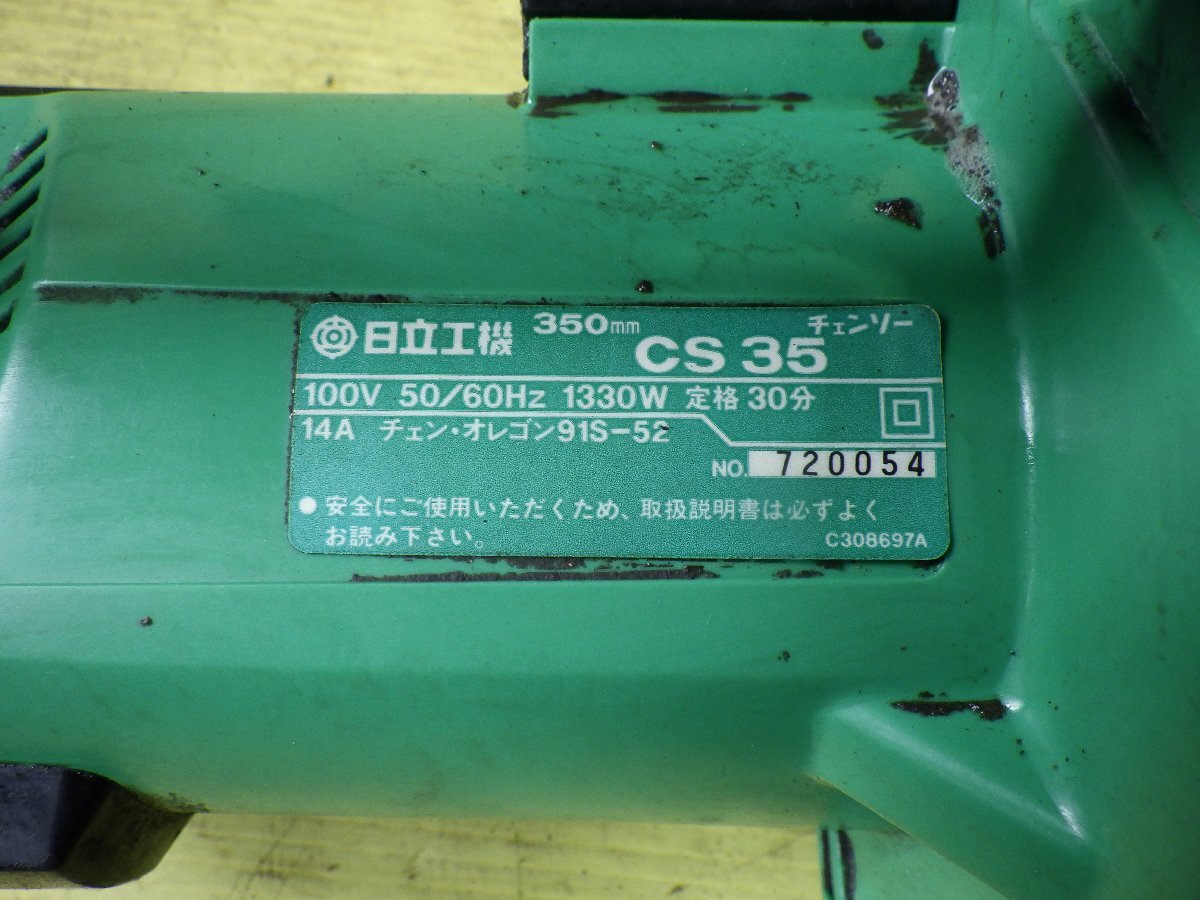 日立工機 350mm チェンソー
CS 35
100V 50/60Hz 1330W 定格 30分
14A チェン・オレゴン91S-52
NO. 720054
● 安全にご使用いただくため、取扱説明書は必ずよく
お読み下さい。
C308697A